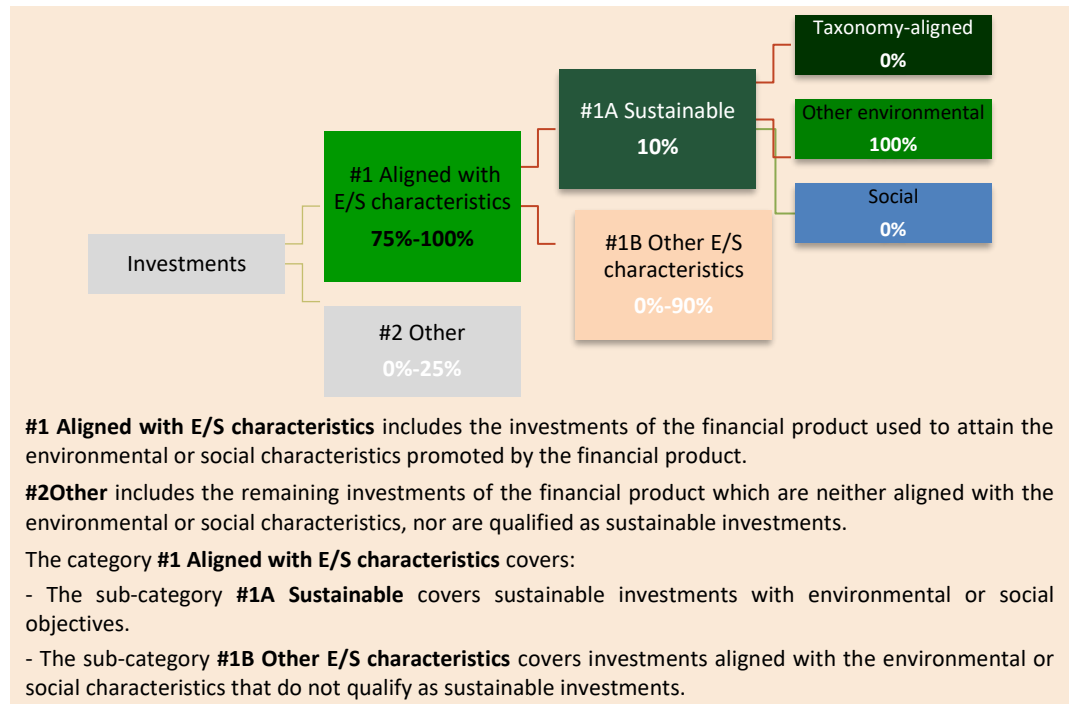 Investments
#1 Aligned with
E/S characteristics
75%-100%
#2 Other
0%-25%
#1A Sustainable
10%
#1B Other E/S
characteristics
0%-90%
Taxonomy-aligned
0%
Other environmental
100%
Social
0%
#1 Aligned with E/S characteristics includes the investments of the financial product used to attain the
environmental or social characteristics promoted by the financial product.
#2Other includes the remaining investments of the financial product which are neither aligned with the
environmental or social characteristics, nor are qualified as sustainable investments.
The category #1 Aligned with E/S characteristics covers:
- The sub-category #1A Sustainable covers sustainable investments with environmental or social
objectives.
- The sub-category #1B Other E/S characteristics covers investments aligned with the environmental or
social characteristics that do not qualify as sustainable investments.